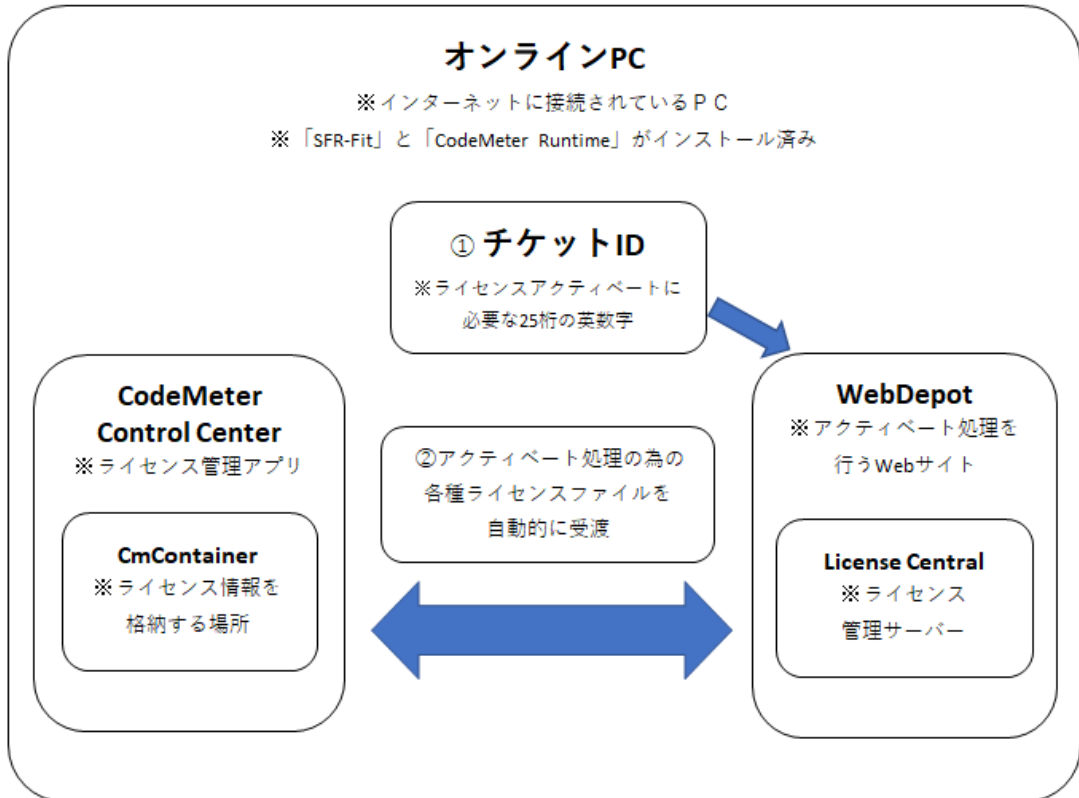 オンラインPC
※インターネットに接続されているＰＣ
※「SFR-Fit」と「CodeMeter Runtime」がインストール済み
① チケットID
※ライセンスアクティベートに
必要な25桁の英数字
CodeMeter
Control Center
※ライセンス管理アプリ
CmContainer
※ライセンス情報を
格納する場所
②アクティベート処理の為の
各種ライセンスファイルを
自動的に受渡
WebDepot
※アクティベート処理を
行うWebサイト
License Central
※ライセンス
管理サーバー